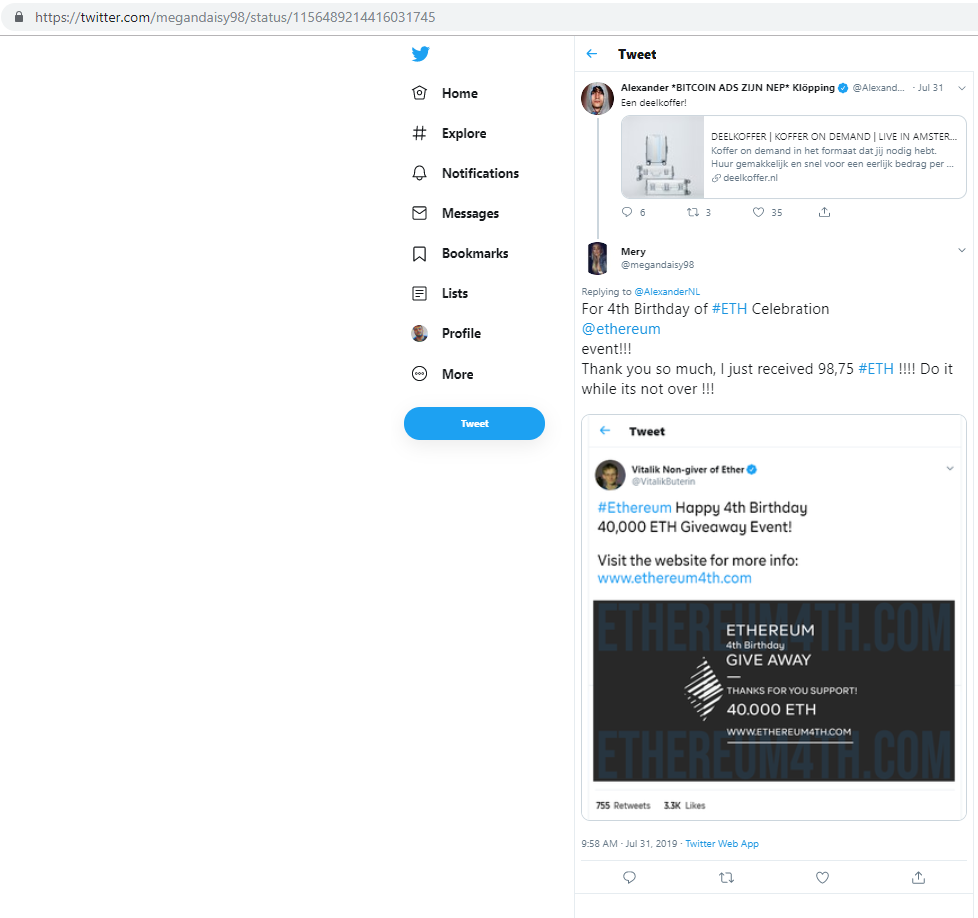 https://twitter.com/megandaisy98/status/1156489214416031745
Home
Explore
Notifications
Messages
Bookmarks
Lists
Profile
More
Tweet
Tweet
Alexander *BITCOIN ADS ZIJN NEP* Klöpping @Alexand... · Jul 31
Een deelkoffer!
DEELKOFFER | KOFFER ON DEMAND | LIVE IN AMSTER...
Koffer on demand in het formaat dat jij nodig hebt.
Huur gemakkelijk en snel voor een eerlijk bedrag per ...
deelkoffer.nl
6 3 35
Mery
@megandaisy98
Replying to @AlexanderNL
For 4th Birthday of #ETH Celebration
@ethereum
event!!!
Thank you so much, I just received 98,75 #ETH !!!! Do it
while its not over !!!
Tweet
Vitalik Non-giver of Ether
@VitalikButerin
#Ethereum Happy 4th Birthday
40,000 ETH Giveaway Event!
Visit the website for more info:
www.ethereum4th.com
ETHEREUM4TH.COM
ETHEREUM
4th Birthday
GIVE AWAY
THANKS FOR YOU SUPPORT!
40.000 ETH
WWW.ETHEREUM4TH.COM
ETHEREUM4TH.COM
755 Retweets 3.3K Likes
9:58 AM · Jul 31, 2019 · Twitter Web App